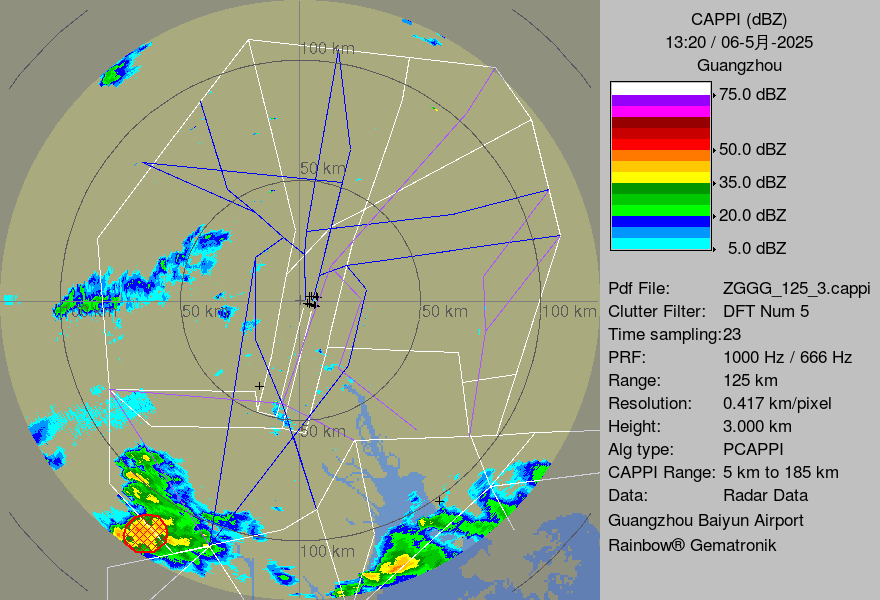 CAPPI (dBZ)
13:20 / 06-5月-2025
Guangzhou
75.0 dBZ
50.0 dBZ
35.0 dBZ
20.0 dBZ
5.0 dBZ
Pdf File: ZGGG_125_3.cappi
Clutter Filter: DFT Num 5
Time sampling:23
PRF: 1000 Hz / 666 Hz
Range: 125 km
Resolution: 0.417 km/pixel
Height: 3.000 km
Alg type: PCAPPI
CAPPI Range: 5 km to 185 km
Data: Radar Data
Guangzhou Baiyun Airport
Rainbow® Gematronik
100 km
50 km
50 km
50 km
100 km
50 km
100 km